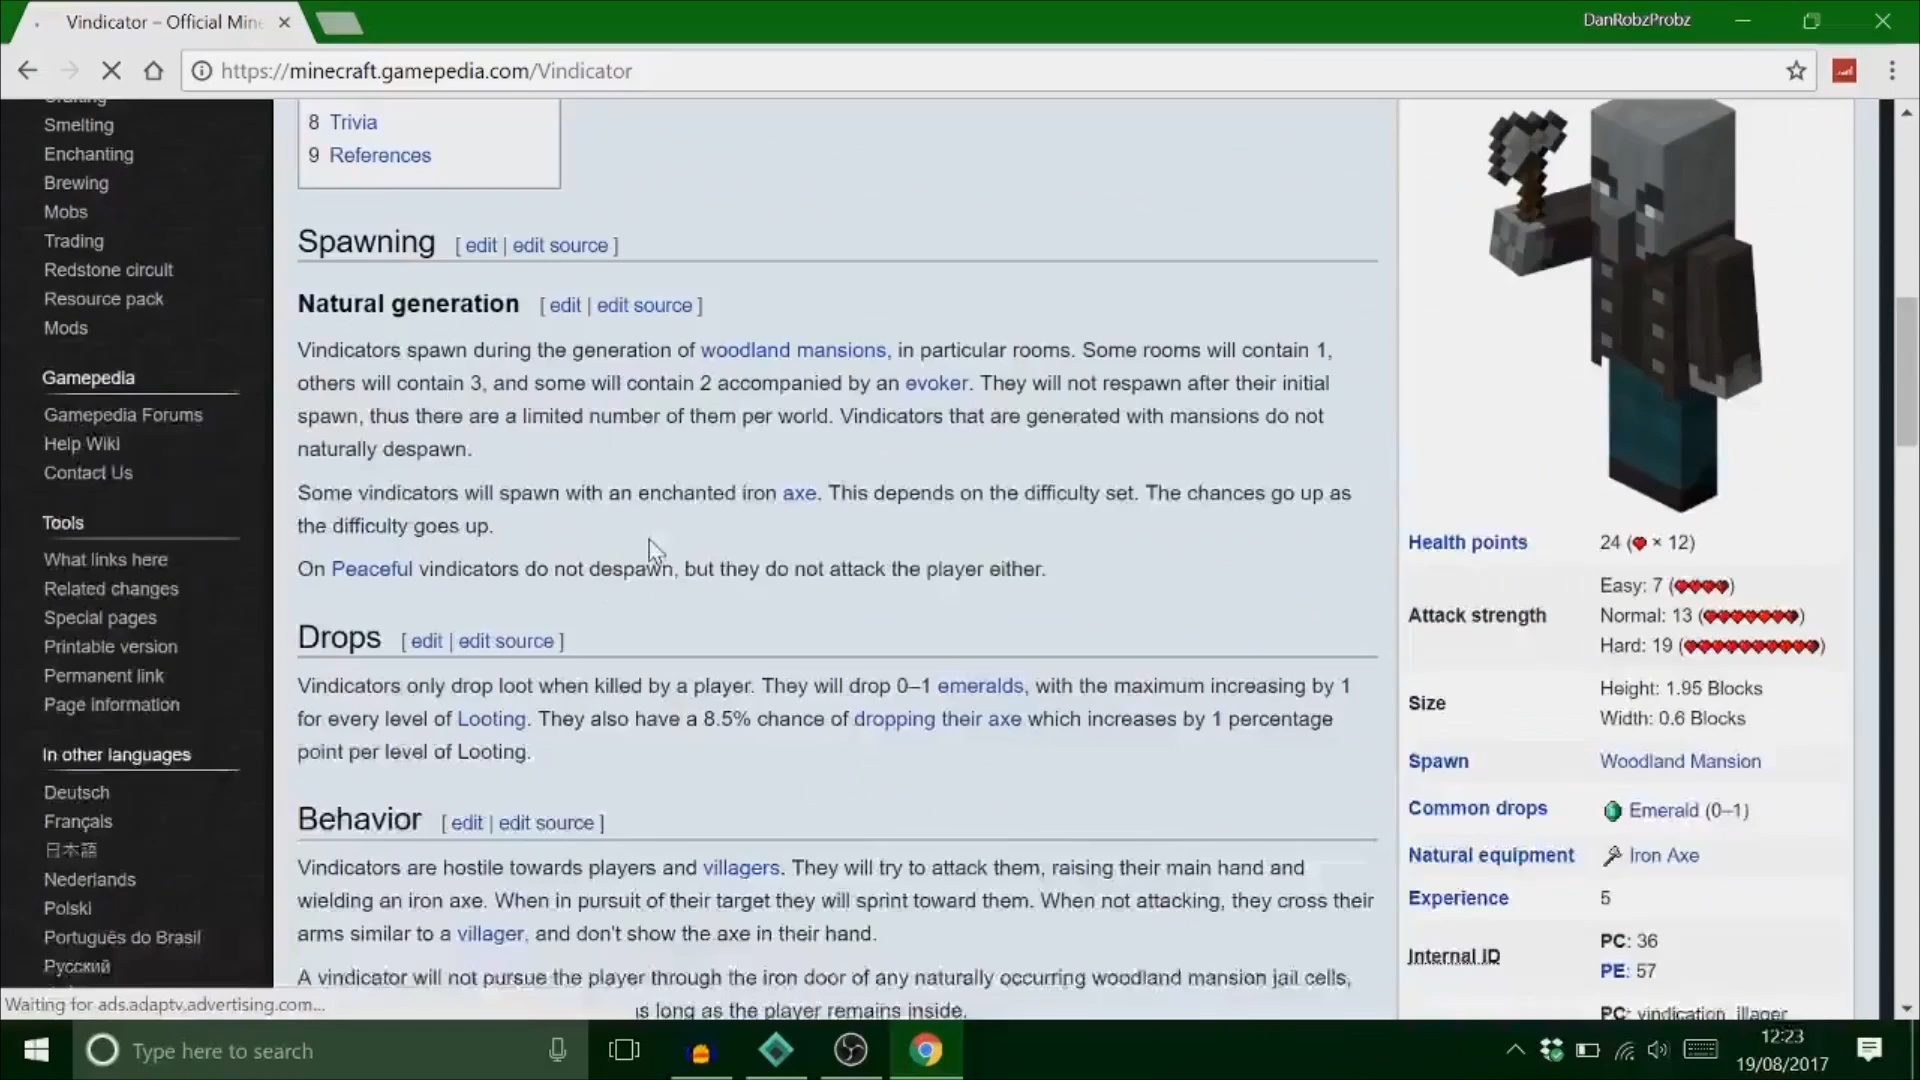 Vindicator – Official Mine
DanRobzProbz
https://minecraft.gamepedia.com/Vindicator
Crafting
Smelting
Enchanting
Brewing
Mobs
Trading
Redstone circuit
Resource pack
Mods
Gamepedia
Gamepedia Forums
Help Wiki
Contact Us
Tools
What links here
Related changes
Special pages
Printable version
Permanent link
Page information
In other languages
Deutsch
Français
日本語
Nederlands
Polski
Português do Brasil
Русский
Waiting for ads.adaptv.advertising.com...
8 Trivia
9 References
Spawning [ edit | edit source ]
Natural generation [ edit | edit source ]
Vindicators spawn during the generation of woodland mansions, in particular rooms. Some rooms will contain 1,
others will contain 3, and some will contain 2 accompanied by an evoker. They will not respawn after their initial
spawn, thus there are a limited number of them per world. Vindicators that are generated with mansions do not
naturally despawn.
Some vindicators will spawn with an enchanted iron axe. This depends on the difficulty set. The chances go up as
the difficulty goes up.
On Peaceful vindicators do not despawn, but they do not attack the player either.
Drops [ edit | edit source ]
Vindicators only drop loot when killed by a player. They will drop 0–1 emeralds, with the maximum increasing by 1
for every level of Looting. They also have a 8.5% chance of dropping their axe which increases by 1 percentage
point per level of Looting.
Behavior [ edit | edit source ]
Vindicators are hostile towards players and villagers. They will try to attack them, raising their main hand and
wielding an iron axe. When in pursuit of their target they will sprint toward them. When not attacking, they cross their
arms similar to a villager, and don't show the axe in their hand.
A vindicator will not pursue the player through the iron door of any naturally occurring woodland mansion jail cells,
as long as the player remains inside.
Health points 24 ( × 12)
Attack strength
Easy: 7 ( )
Normal: 13 ( )
Hard: 19 ( )
Size
Height: 1.95 Blocks
Width: 0.6 Blocks
Spawn Woodland Mansion
Common drops Emerald (0–1)
Natural equipment Iron Axe
Experience 5
Internal ID
PC: 36
PE: 57
PC: vindication_illager
Type here to search
12:23
19/08/2017